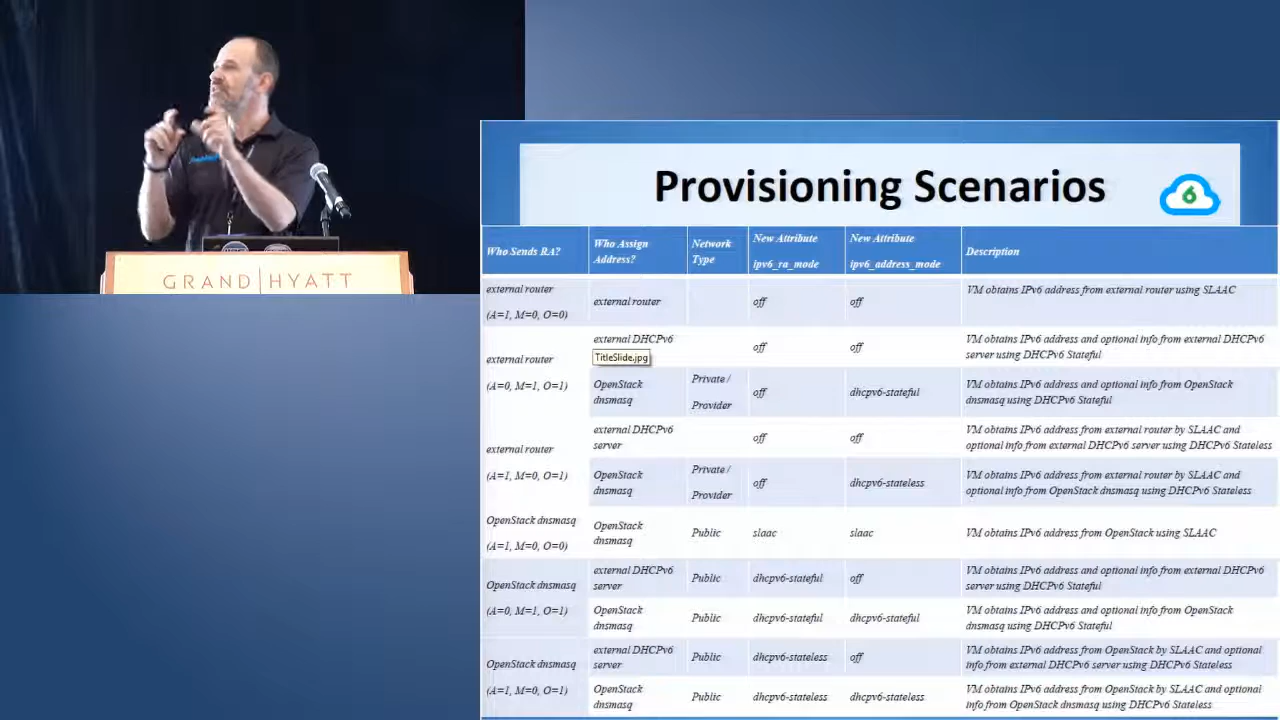 GRAND|HYATT
Provisioning Scenarios
6
Who Sends RA?
Who Assign
Address?
Network
Type
New Attribute
ipv6_ra_mode
New Attribute
ipv6_address_mode
Description
external router
(A=1, M=0, O=0)
external router
off
off
VM obtains IPv6 address from external router using SLAAC
external router
(A=0, M=1, O=1)
external DHCPv6
TitleSlide.jpg
off
off
VM obtains IPv6 address and optional info from external DHCPv6
server using DHCPv6 Stateful
OpenStack
dnsmasq
Private /
Provider
off
dhcpv6-stateful
VM obtains IPv6 address and optional info from OpenStack
dnsmasq using DHCPv6 Stateful
external router
(A=1, M=0, O=1)
external DHCPv6
server
off
off
VM obtains IPv6 address from external router by SLAAC and
optional info from external DHCPv6 server using DHCPv6 Stateless
OpenStack
dnsmasq
Private /
Provider
off
dhcpv6-stateless
VM obtains IPv6 address from external router by SLAAC and
optional info from OpenStack dnsmasq using DHCPv6 Stateless
OpenStack dnsmasq
(A=1, M=0, O=0)
OpenStack
dnsmasq
Public
slaac
slaac
VM obtains IPv6 address from OpenStack using SLAAC
OpenStack dnsmasq
(A=0, M=1, O=1)
external DHCPv6
server
Public
dhcpv6-stateful
off
VM obtains IPv6 address and optional info from external DHCPv6
server using DHCPv6 Stateful
OpenStack
dnsmasq
Public
dhcpv6-stateful
dhcpv6-stateful
VM obtains IPv6 address and optional info from OpenStack
dnsmasq using DHCPv6 Stateful
OpenStack dnsmasq
(A=1, M=0, O=1)
external DHCPv6
server
Public
dhcpv6-stateless
off
VM obtains IPv6 address from OpenStack by SLAAC and optional
info from external DHCPv6 server using DHCPv6 Stateless
OpenStack
dnsmasq
Public
dhcpv6-stateless
dhcpv6-stateless
VM obtains IPv6 address from OpenStack by SLAAC and optional
info from OpenStack dnsmasq using DHCPv6 Stateless